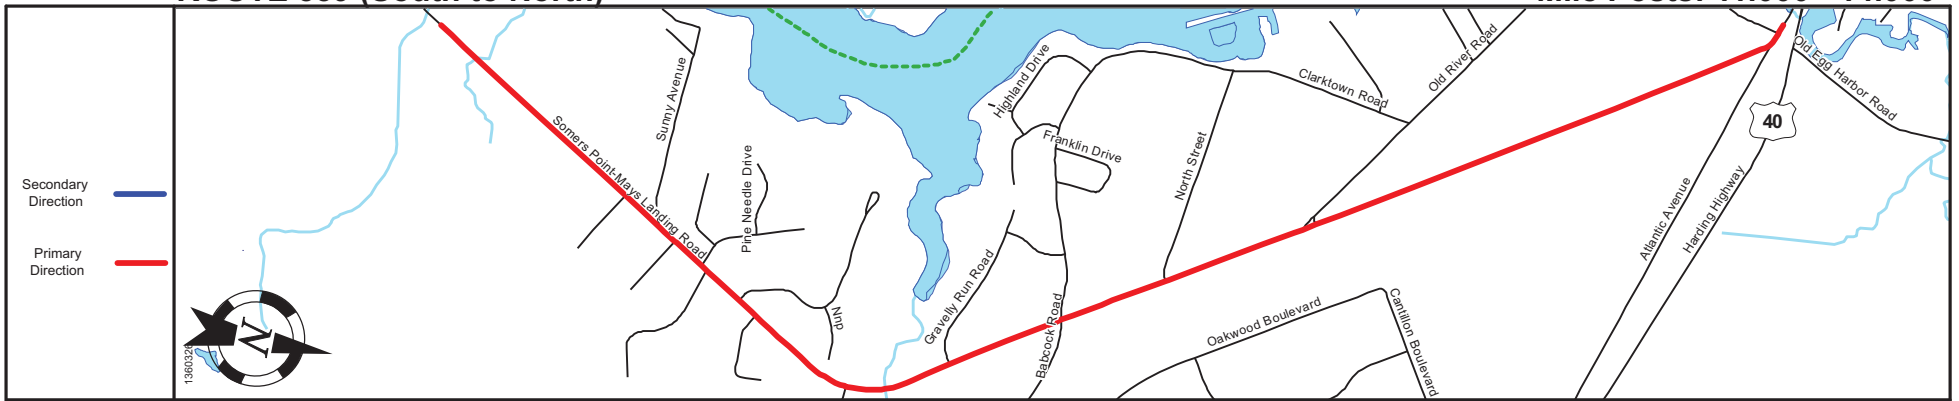 Secondary
Direction
Primary
Direction
1360326
N
Somers Point-Mays Landing Road
Sunny Avenue
Pine Needle Drive
Nnp
Gravelly Run Road
Highland Drive
Franklin Drive
Babcock Road
North Street
Clarktown Road
Old River Road
Oakwood Boulevard
Cantillon Boulevard
Atlantic Avenue
Harding Highway
40
Old Egg Harbor Road